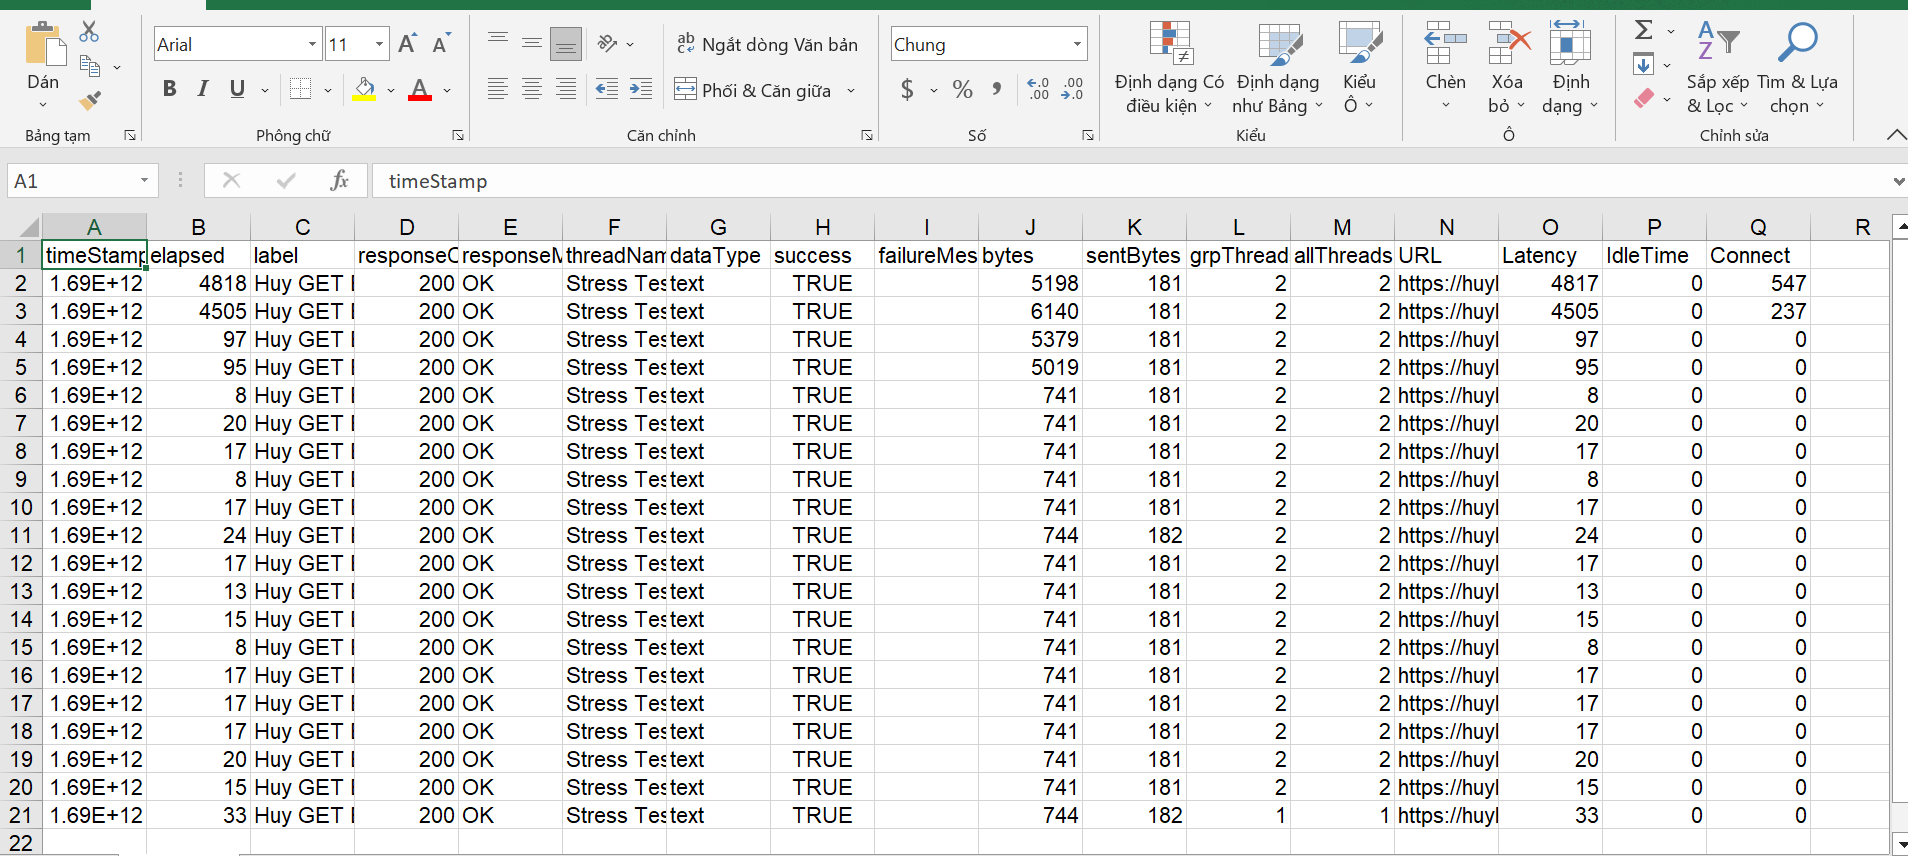 Dán
Bảng tạm
Arial 11
B I U A
Phông chữ
Ngắt dòng Văn bản
Phối & Căn giữa
Căn chỉnh
Chung
$ % ,
Số
Định dạng Có điều kiện
Định dạng như Bảng
Kiểu Ô
Kiểu
Chèn
Xóa bỏ
Định dạng
Ô
Sắp xếp & Lọc
Tìm & Lựa chọn
Chỉnh sửa
A1 fx timeStamp
A B C D E F G H I J K L M N O P Q R
1 timeStamp elapsed label responseC responseM threadNam dataType success failureMes bytes sentBytes grpThread allThreads URL Latency IdleTime Connect
2 1.69E+12 4818 Huy GET 200 OK Stress Tes text TRUE 5198 181 2 2 https://huyl 4817 0 547
3 1.69E+12 4505 Huy GET 200 OK Stress Tes text TRUE 6140 181 2 2 https://huyl 4505 0 237
4 1.69E+12 97 Huy GET 200 OK Stress Tes text TRUE 5379 181 2 2 https://huyl 97 0 0
5 1.69E+12 95 Huy GET 200 OK Stress Tes text TRUE 5019 181 2 2 https://huyl 95 0 0
6 1.69E+12 8 Huy GET 200 OK Stress Tes text TRUE 741 181 2 2 https://huyl 8 0 0
7 1.69E+12 20 Huy GET 200 OK Stress Tes text TRUE 741 181 2 2 https://huyl 20 0 0
8 1.69E+12 17 Huy GET 200 OK Stress Tes text TRUE 741 181 2 2 https://huyl 17 0 0
9 1.69E+12 8 Huy GET 200 OK Stress Tes text TRUE 741 181 2 2 https://huyl 8 0 0
10 1.69E+12 17 Huy GET 200 OK Stress Tes text TRUE 741 181 2 2 https://huyl 17 0 0
11 1.69E+12 24 Huy GET 200 OK Stress Tes text TRUE 744 182 2 2 https://huyl 24 0 0
12 1.69E+12 17 Huy GET 200 OK Stress Tes text TRUE 741 181 2 2 https://huyl 17 0 0
13 1.69E+12 13 Huy GET 200 OK Stress Tes text TRUE 741 181 2 2 https://huyl 13 0 0
14 1.69E+12 15 Huy GET 200 OK Stress Tes text TRUE 741 181 2 2 https://huyl 15 0 0
15 1.69E+12 8 Huy GET 200 OK Stress Tes text TRUE 741 181 2 2 https://huyl 8 0 0
16 1.69E+12 17 Huy GET 200 OK Stress Tes text TRUE 741 181 2 2 https://huyl 17 0 0
17 1.69E+12 17 Huy GET 200 OK Stress Tes text TRUE 741 181 2 2 https://huyl 17 0 0
18 1.69E+12 17 Huy GET 200 OK Stress Tes text TRUE 741 181 2 2 https://huyl 17 0 0
19 1.69E+12 20 Huy GET 200 OK Stress Tes text TRUE 741 181 2 2 https://huyl 20 0 0
20 1.69E+12 15 Huy GET 200 OK Stress Tes text TRUE 741 181 2 2 https://huyl 15 0 0
21 1.69E+12 33 Huy GET 200 OK Stress Tes text TRUE 744 182 1 1 https://huyl 33 0 0
22